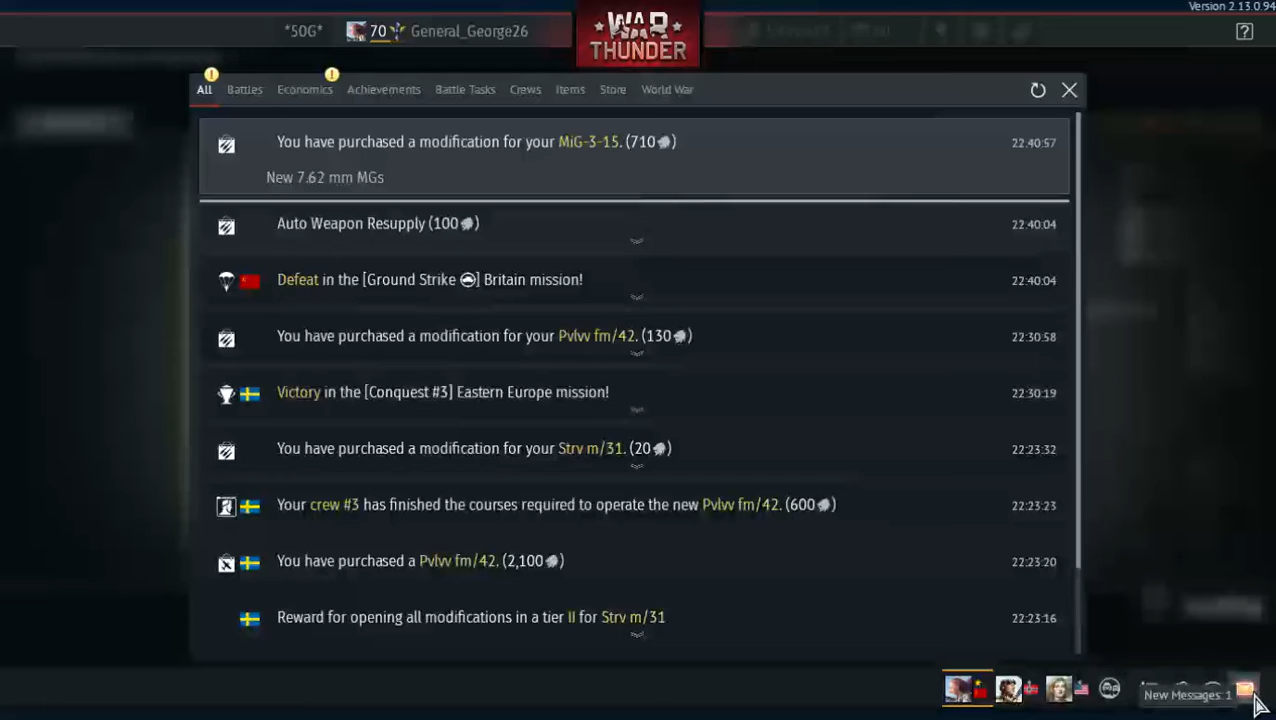 Version 2.13.0.94
*50G* 70 General_George26
WAR
THUNDER
?
! !
All Battles Economics Achievements Battle Tasks Crews Items Store World War
You have purchased a modification for your MiG-3-15. (710) 22:40:57
New 7.62 mm MGs
Auto Weapon Resupply (100) 22:40:04
Defeat in the [Ground Strike] Britain mission! 22:40:04
You have purchased a modification for your Pvlvv fm/42. (130) 22:30:58
Victory in the [Conquest #3] Eastern Europe mission! 22:30:19
You have purchased a modification for your Strv m/31. (20) 22:23:32
Your crew #3 has finished the courses required to operate the new Pvlvv fm/42. (600) 22:23:23
You have purchased a Pvlvv fm/42. (2,100) 22:23:20
Reward for opening all modifications in a tier II for Strv m/31 22:23:16
New Messages: 1